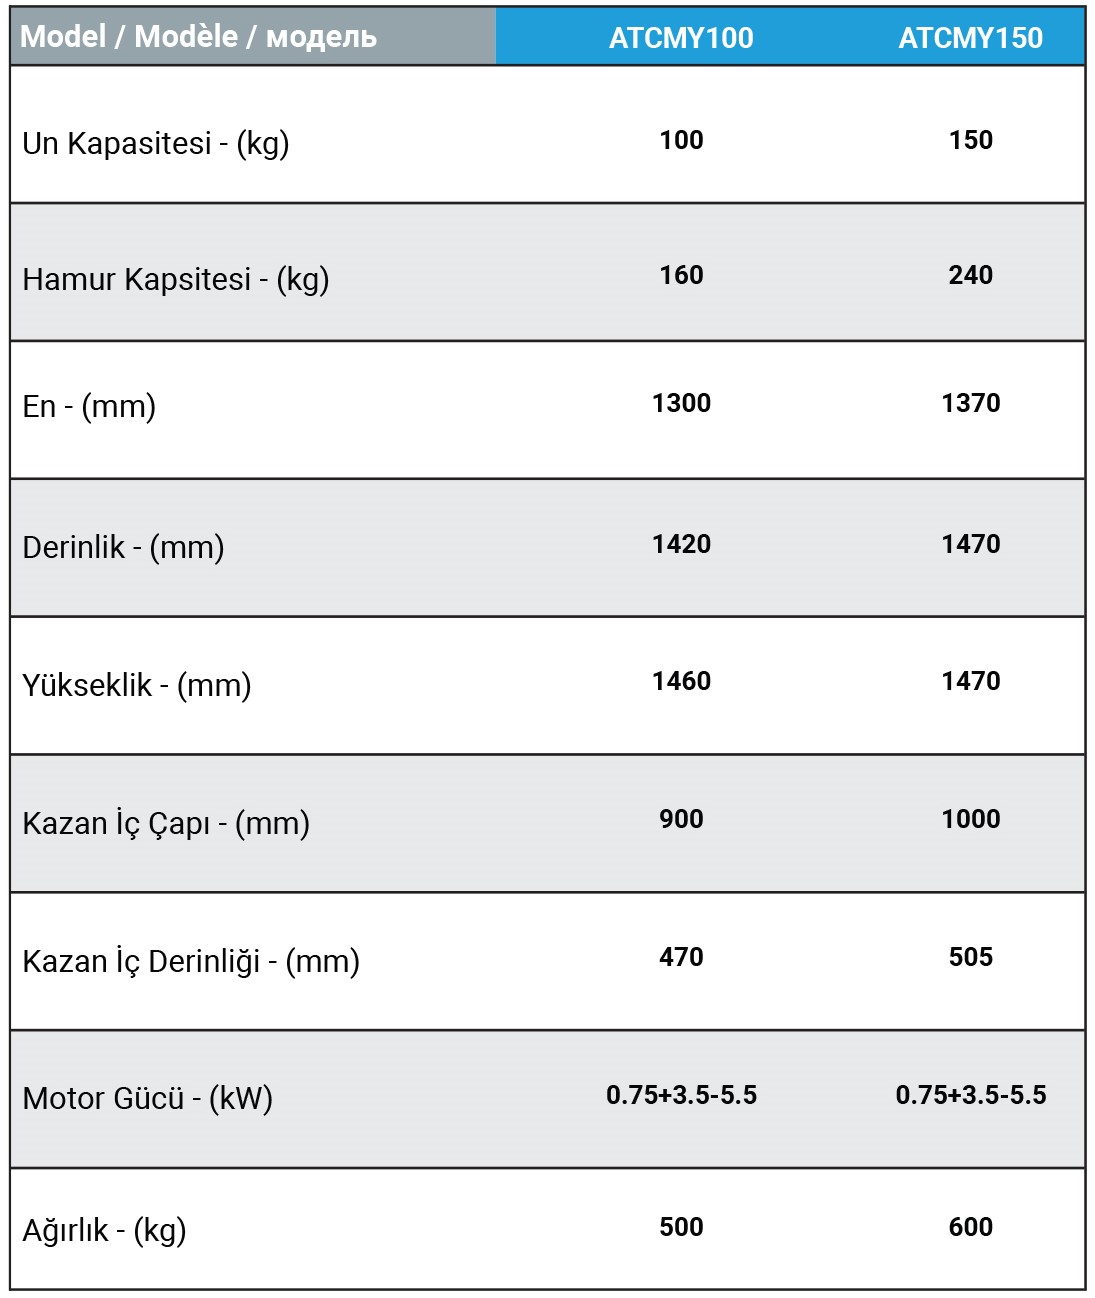 Model / Modèle / модель ATCMY100 ATCMY150
Un Kapasitesi - (kg) 100 150
Hamur Kapsitesi - (kg) 160 240
En - (mm) 1300 1370
Derinlik - (mm) 1420 1470
Yükseklik - (mm) 1460 1470
Kazan İç Çapı - (mm) 900 1000
Kazan İç Derinliği - (mm) 470 505
Motor Gücü - (kW) 0.75+3.5-5.5 0.75+3.5-5.5
Ağırlık - (kg) 500 600